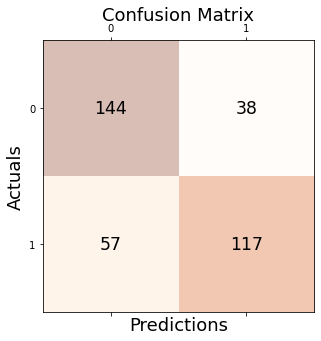 Confusion Matrix
0 1
0 144 38
Actuals
1 57 117
Predictions